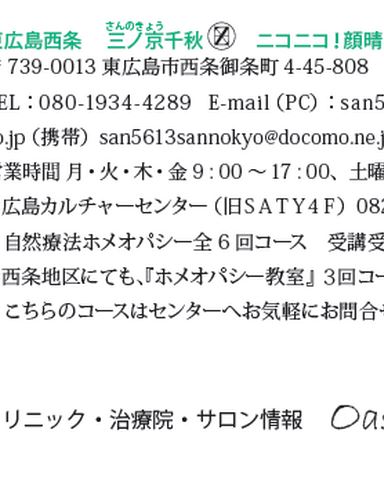 さんのきょう
東広島西条 三ノ京千秋 Ⓩ ニコニコ！顔晴
〒739-0013 東広島市西条御条町 4-45-808
EL：080-1934-4289 E-mail（PC）：san5
o.jp（携帯）san5613sannokyo@docomo.ne.j
営業時間 月・火・木・金 9：00 〜 17：00、土曜
広島カルチャーセンター（旧SATY4F）082
自然療法ホメオパシー全 6 回コース 受講受
西条地区にても、『ホメオパシー教室』 3回コー
こちらのコースはセンターへお気軽にお問合せ
リニック・治療院・サロン情報 Oas